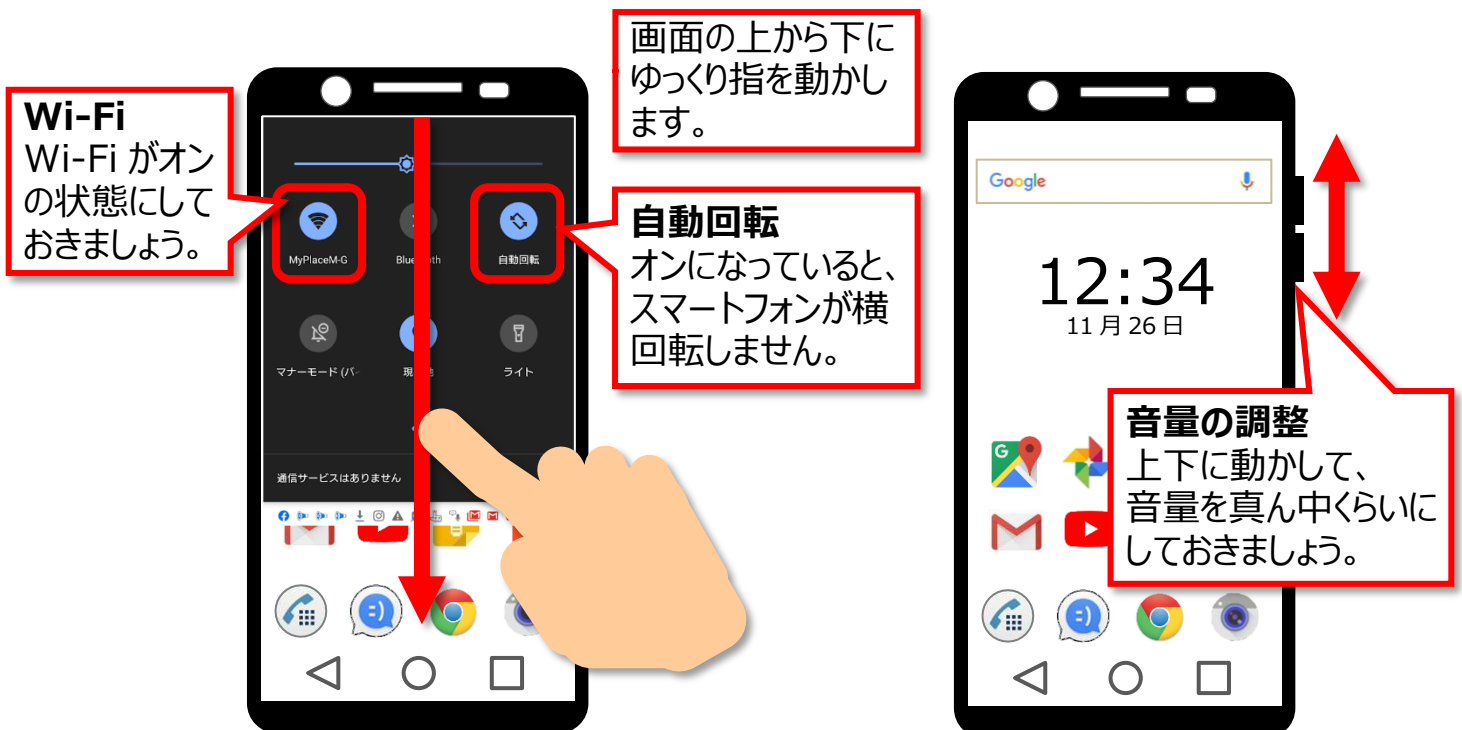 画面の上から下に
ゆっくり指を動かし
ます。
Wi-Fi
Wi-Fi がオン
の状態にして
おきましょう。
MyPlaceM-G
自動回転
マナーモード (バ
ライト
通信サービスはありません
自動回転
オンになっていると、
スマートフォンが横
回転しません。
Google
12:34
11 月 26 日
音量の調整
上下に動かして、
音量を真ん中くらいに
しておきましょう。